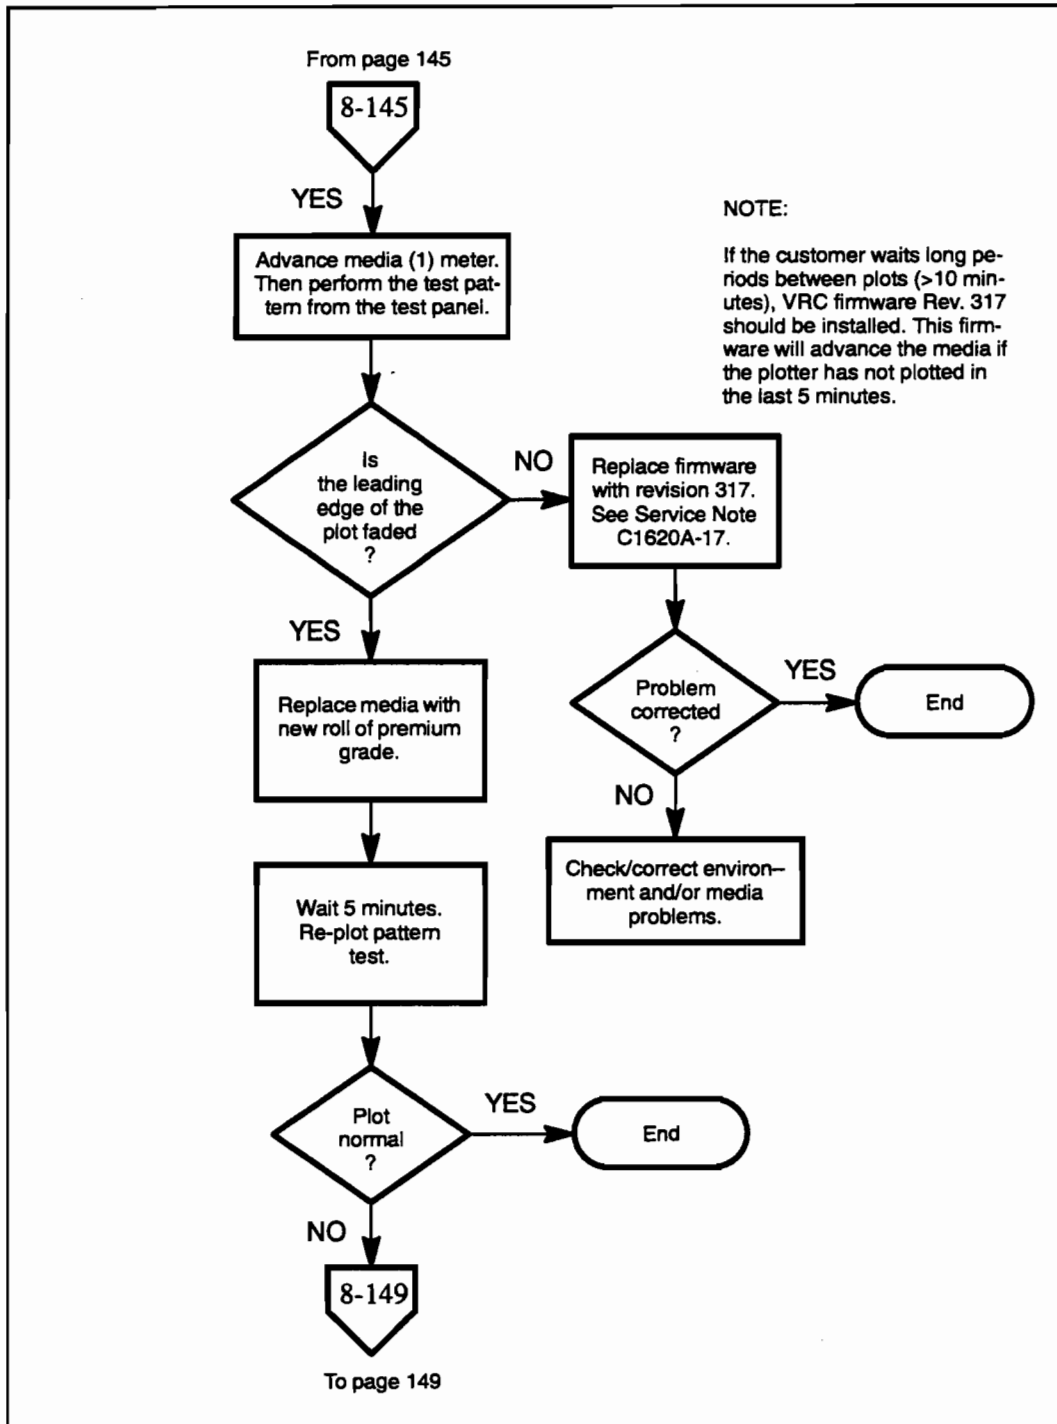 From page 145
8-145
YES
Advance media (1) meter.
Then perform the test pat-
tern from the test panel.
NOTE:
If the customer waits long pe-
riods between plots (>10 min-
utes), VRC firmware Rev. 317
should be installed. This firm-
ware will advance the media if
the plotter has not plotted in
the last 5 minutes.
Is
the leading
edge of the
plot faded
?
NO
Replace firmware
with revision 317.
See Service Note
C1620A-17.
YES
Replace media with
new roll of premium
grade.
Problem
corrected
?
YES
End
NO
Check/correct environ-
ment and/or media
problems.
Wait 5 minutes.
Re-plot pattern
test.
Plot
normal
?
YES
End
NO
8-149
To page 149